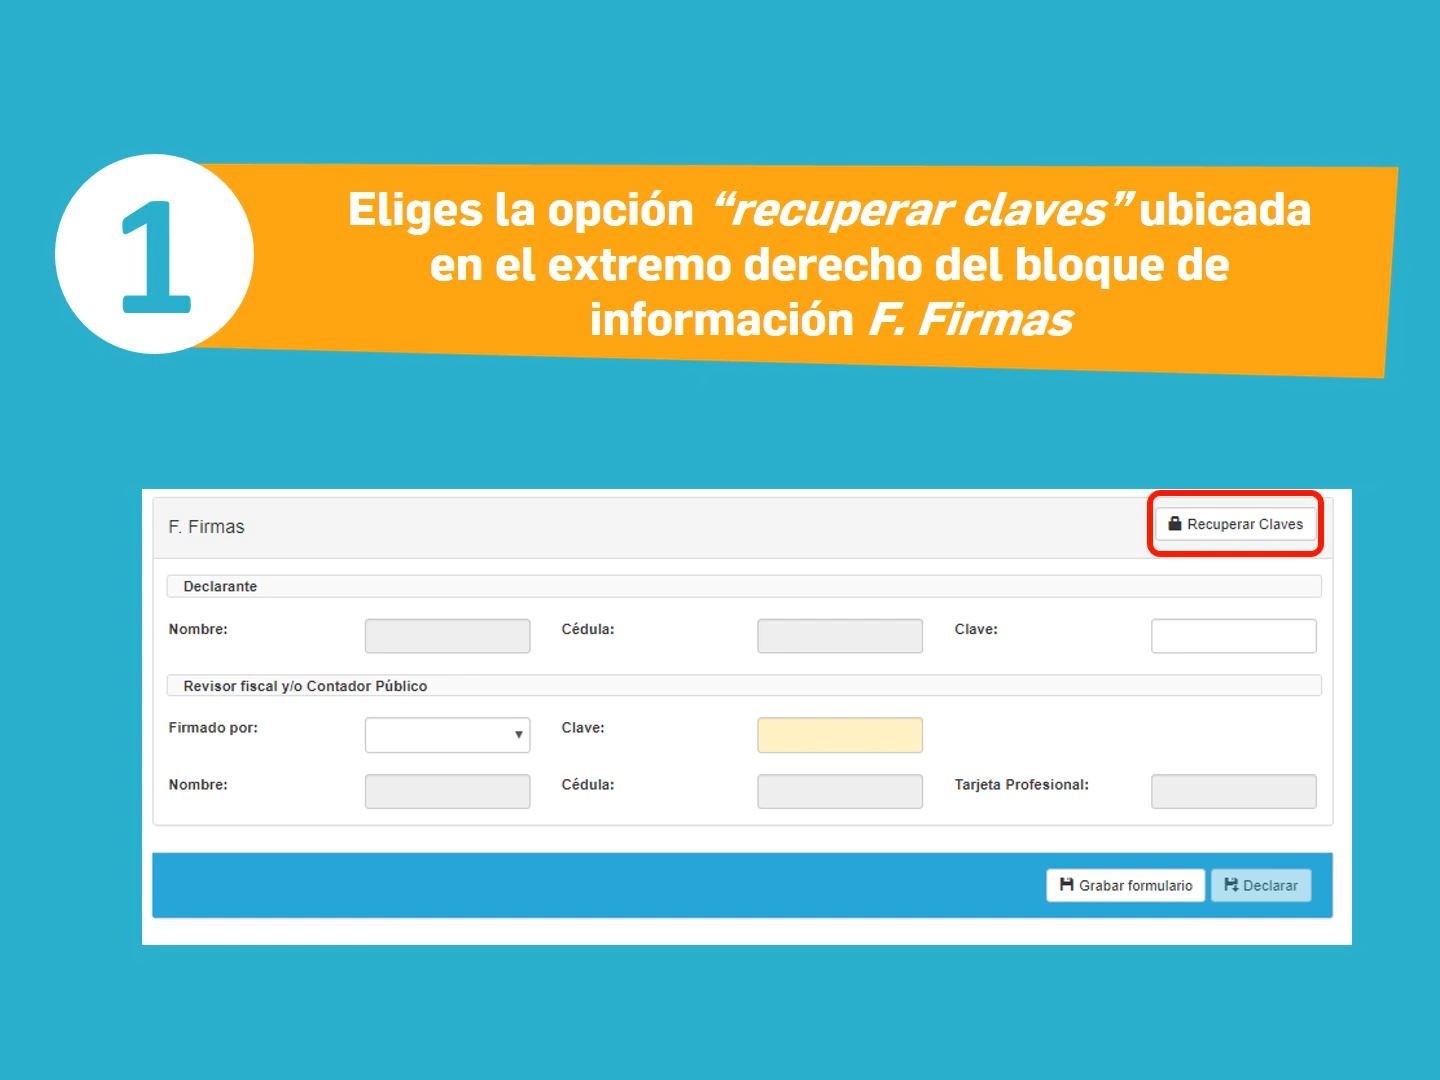 1
Eliges la opción “recuperar claves” ubicada
en el extremo derecho del bloque de
información F. Firmas
F. Firmas
Recuperar Claves
Declarante
Nombre:
Cédula:
Clave:
Revisor fiscal y/o Contador Público
Firmado por:
Clave:
Nombre:
Cédula:
Tarjeta Profesional:
Grabar formulario
Declarar